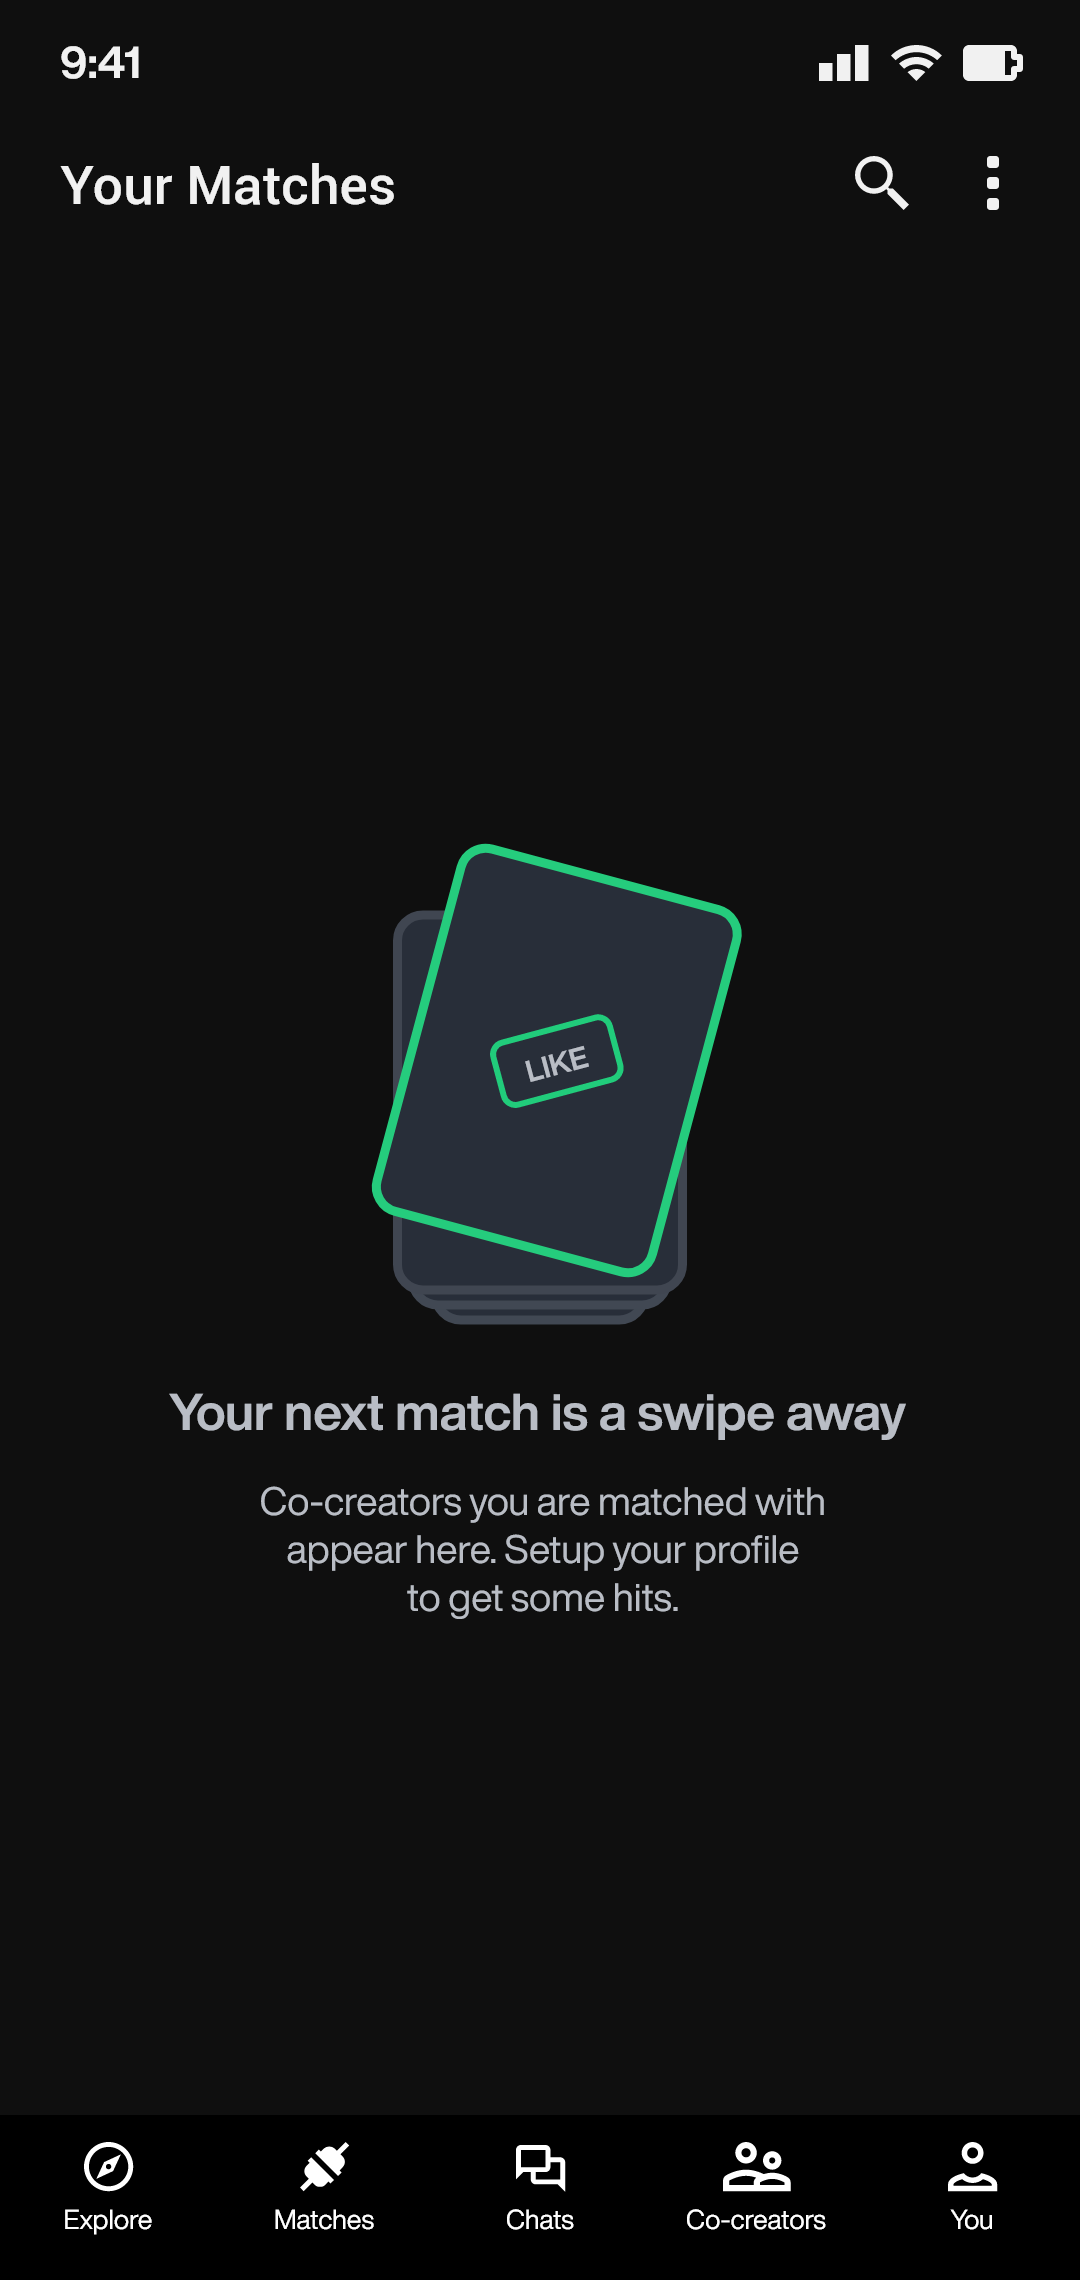 9:41
Your Matches
LIKE
Your next match is a swipe away
Co-creators you are matched with
appear here. Setup your profile
to get some hits.
Explore
Matches
Chats
Co-creators
You